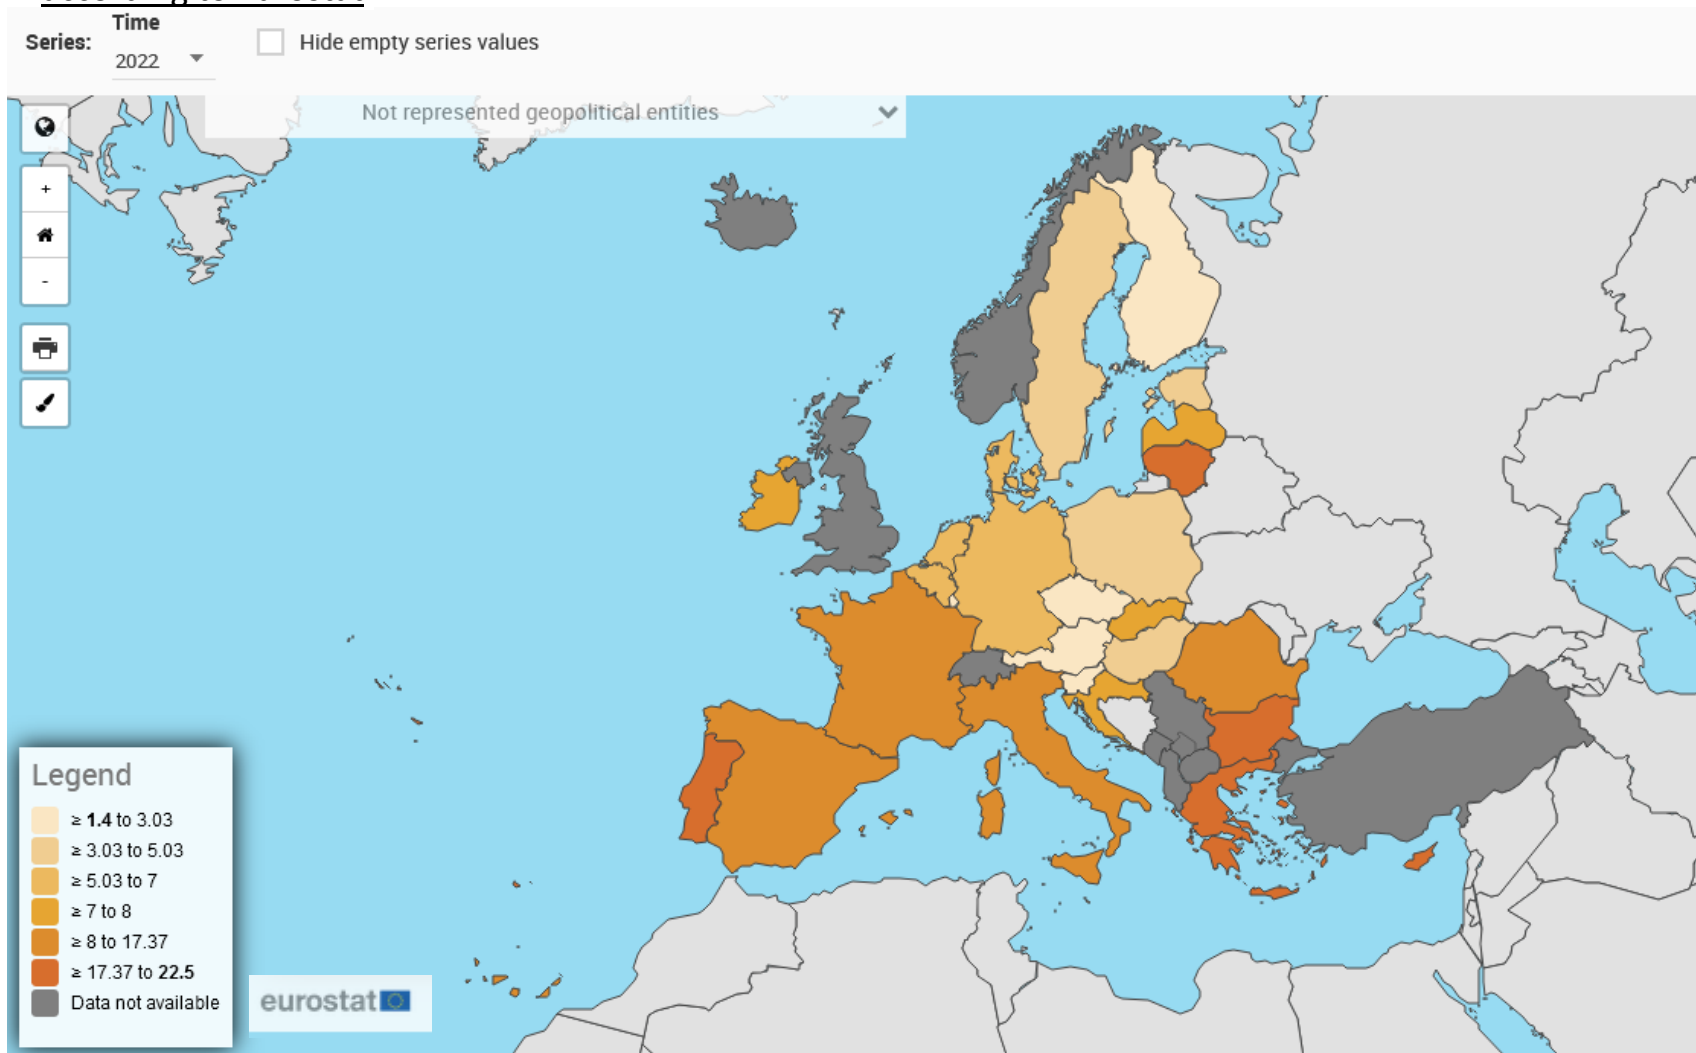 Time
Series:
2022
Hide empty series values
Not represented geopolitical entities
+
-
Legend
≥ 1.4 to 3.03
≥ 3.03 to 5.03
≥ 5.03 to 7
≥ 7 to 8
≥ 8 to 17.37
≥ 17.37 to 22.5
Data not available
eurostat